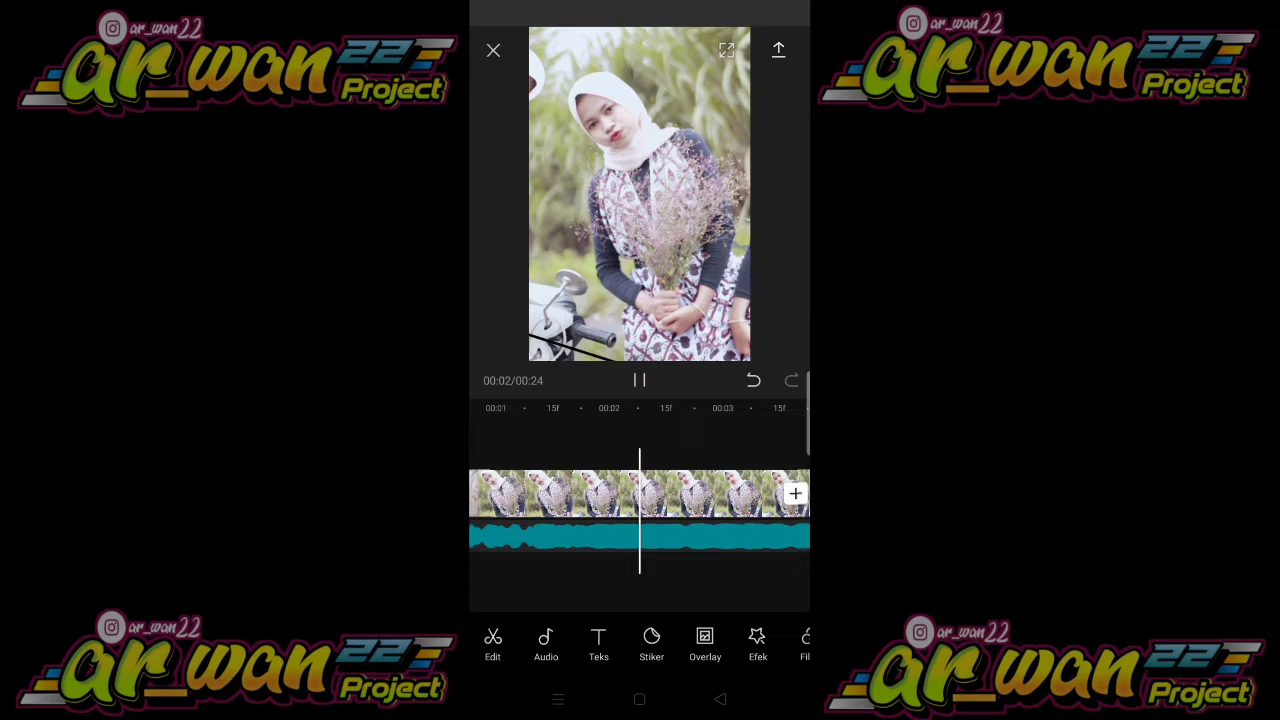 ar_wan22
ar_wan 22
Project
ar_wan22
ar_wan 22
Project
00:02/00:24
00:01
15f
00:02
15f
00:03
15f
Edit
Audio
Teks
Stiker
Overlay
Efek
Fil
ar_wan22
ar_wan 22
Project
ar_wan22
ar_wan 22
Project